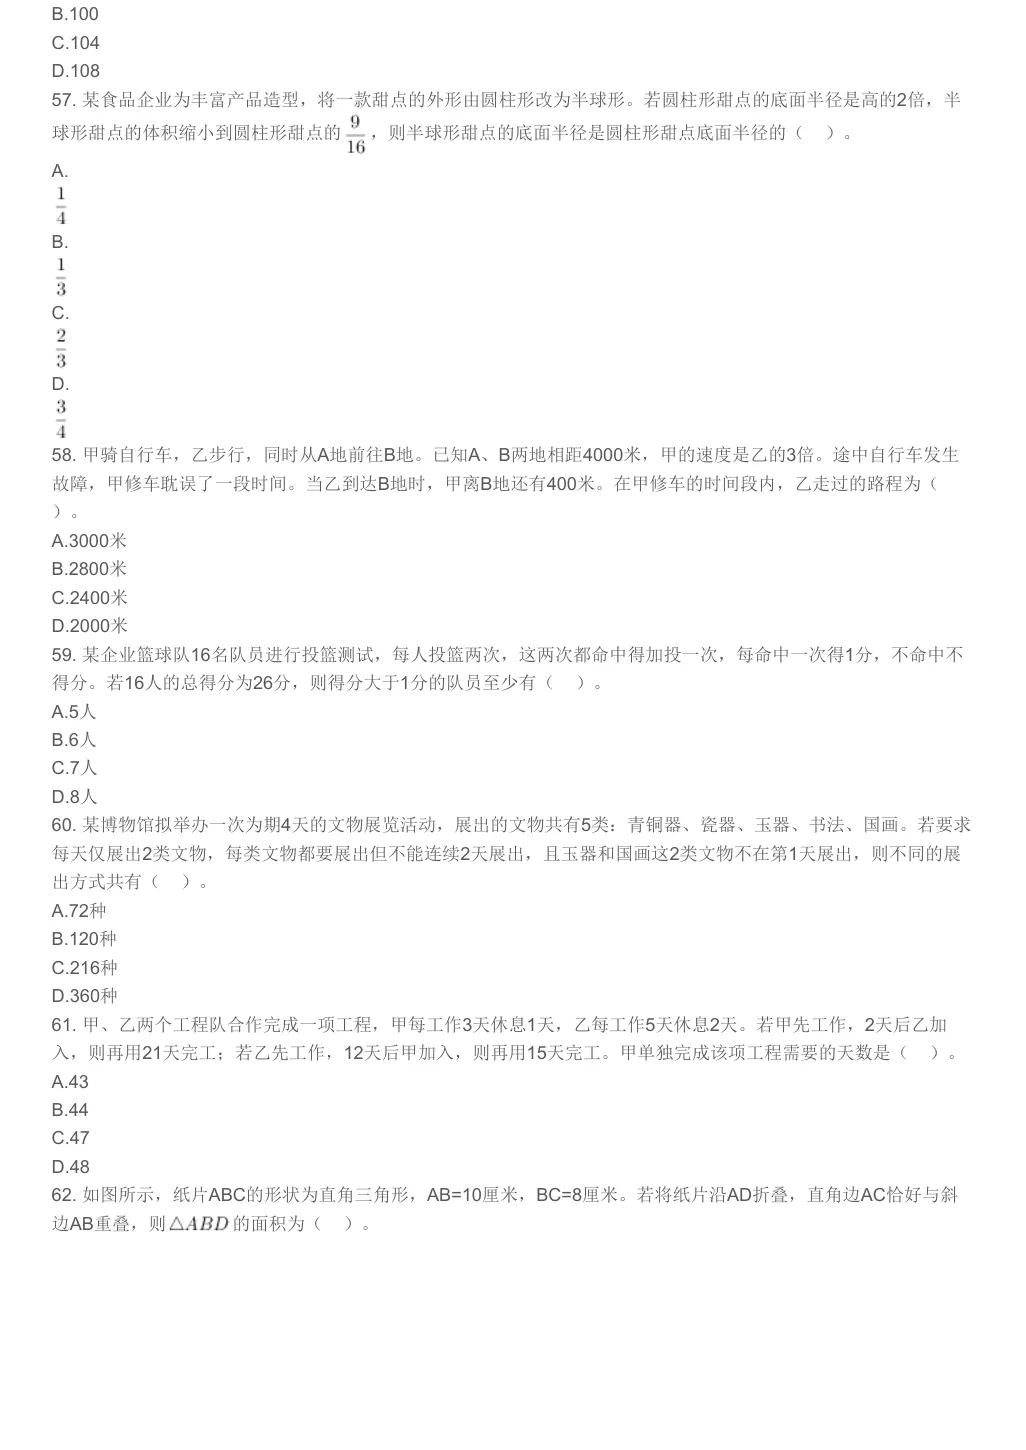 B.100
C.104
D.108
57. 某食品企业为丰富产品造型，将一款甜点的外形由圆柱形改为半球形。若圆柱形甜点的底面半径是高的2倍，半
球形甜点的体积缩小到圆柱形甜点的 9/16 ，则半球形甜点的底面半径是圆柱形甜点底面半径的（　）。
A.
1/4
B.
1/3
C.
2/3
D.
3/4
58. 甲骑自行车，乙步行，同时从A地前往B地。已知A、B两地相距4000米，甲的速度是乙的3倍。途中自行车发生
故障，甲修车耽误了一段时间。当乙到达B地时，甲离B地还有400米。在甲修车的时间段内，乙走过的路程为（
）。
A.3000米
B.2800米
C.2400米
D.2000米
59. 某企业篮球队16名队员进行投篮测试，每人投篮两次，这两次都命中得加投一次，每命中一次得1分，不命中不
得分。若16人的总得分为26分，则得分大于1分的队员至少有（　）。
A.5人
B.6人
C.7人
D.8人
60. 某博物馆拟举办一次为期4天的文物展览活动，展出的文物共有5类：青铜器、瓷器、玉器、书法、国画。若要求
每天仅展出2类文物，每类文物都要展出但不能连续2天展出，且玉器和国画这2类文物不在第1天展出，则不同的展
出方式共有（　）。
A.72种
B.120种
C.216种
D.360种
61. 甲、乙两个工程队合作完成一项工程，甲每工作3天休息1天，乙每工作5天休息2天。若甲先工作，2天后乙加
入，则再用21天完工；若乙先工作，12天后甲加入，则再用15天完工。甲单独完成该项工程需要的天数是（　）。
A.43
B.44
C.47
D.48
62. 如图所示，纸片ABC的形状为直角三角形，AB=10厘米，BC=8厘米。若将纸片沿AD折叠，直角边AC恰好与斜
边AB重叠，则△ABD 的面积为（　）。